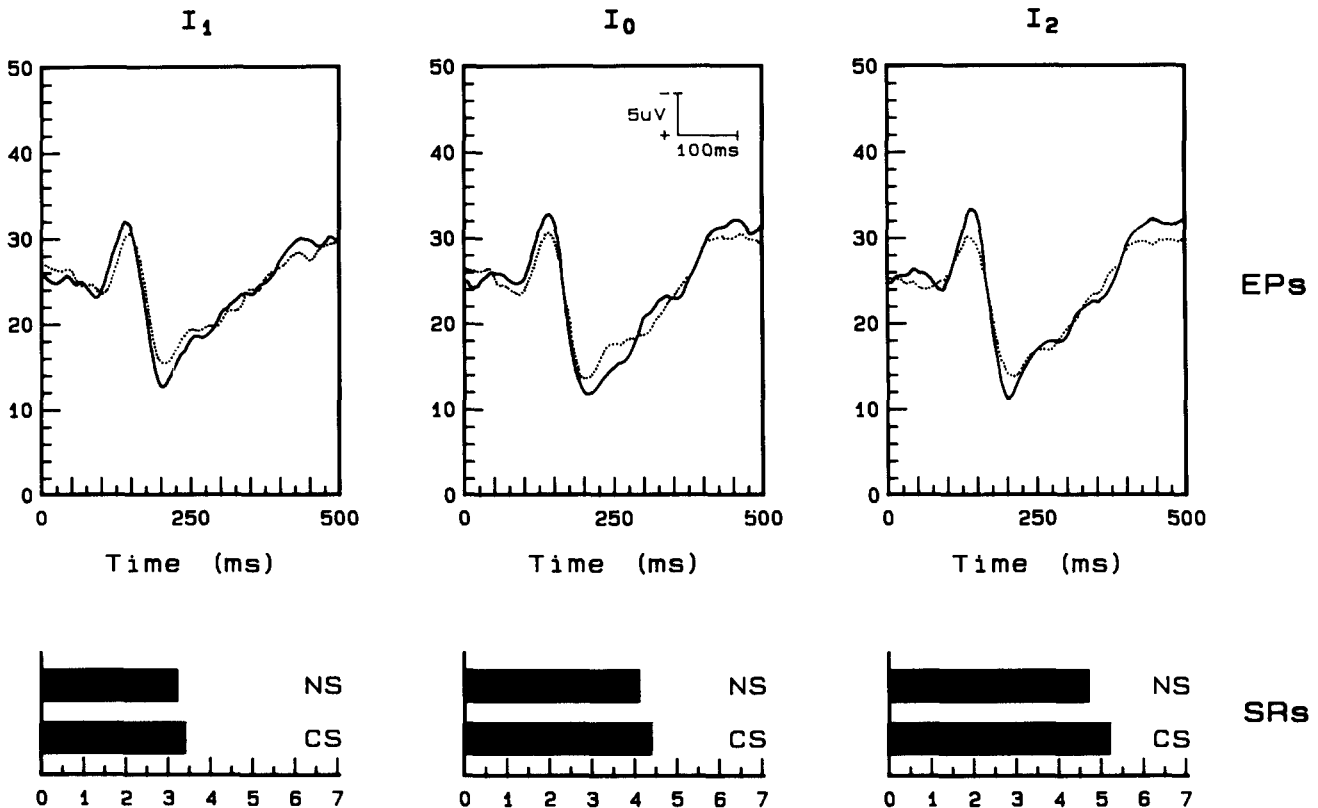 I1 I0 I2
50 50 50
5uV
- +
100ms
40 40 40
30 30 30
EPs
20 20 20
10 10 10
0 0 0
0 250 500 0 250 500 0 250 500
Time (ms) Time (ms) Time (ms)
NS NS NS
SRs
CS CS CS
0 1 2 3 4 5 6 7 0 1 2 3 4 5 6 7 0 1 2 3 4 5 6 7